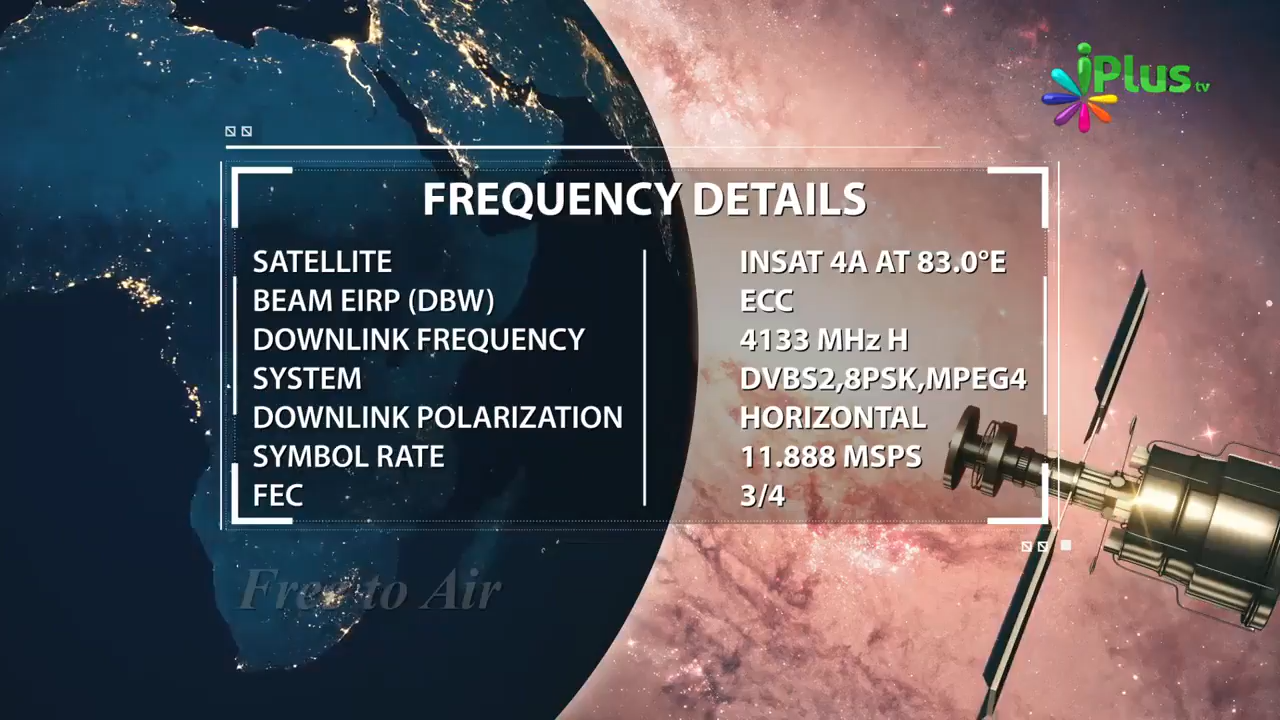 iPlus tv
FREQUENCY DETAILS
SATELLITE INSAT 4A AT 83.0°E
BEAM EIRP (DBW) ECC
DOWNLINK FREQUENCY 4133 MHz H
SYSTEM DVBS2,8PSK,MPEG4
DOWNLINK POLARIZATION HORIZONTAL
SYMBOL RATE 11.888 MSPS
FEC 3/4
Free to Air